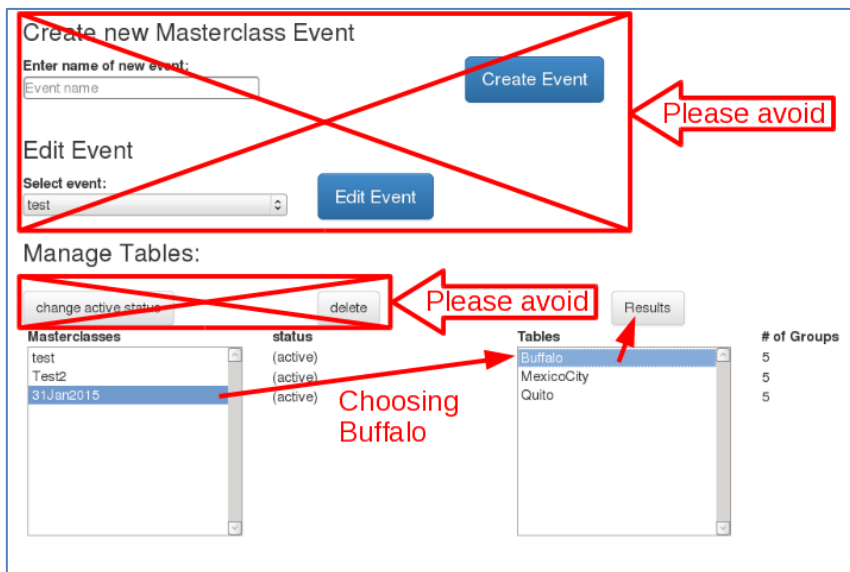 Create new Masterclass Event
Enter name of new event:
Event name
Create Event
Please avoid
Edit Event
Select event:
test
Edit Event
Manage Tables:
change active status
delete
Please avoid
Results
Masterclasses status Tables # of Groups
test (active) Buffalo 5
Test2 (active) MexicoCity 5
31Jan2015 (active) Quito 5
Choosing
Buffalo